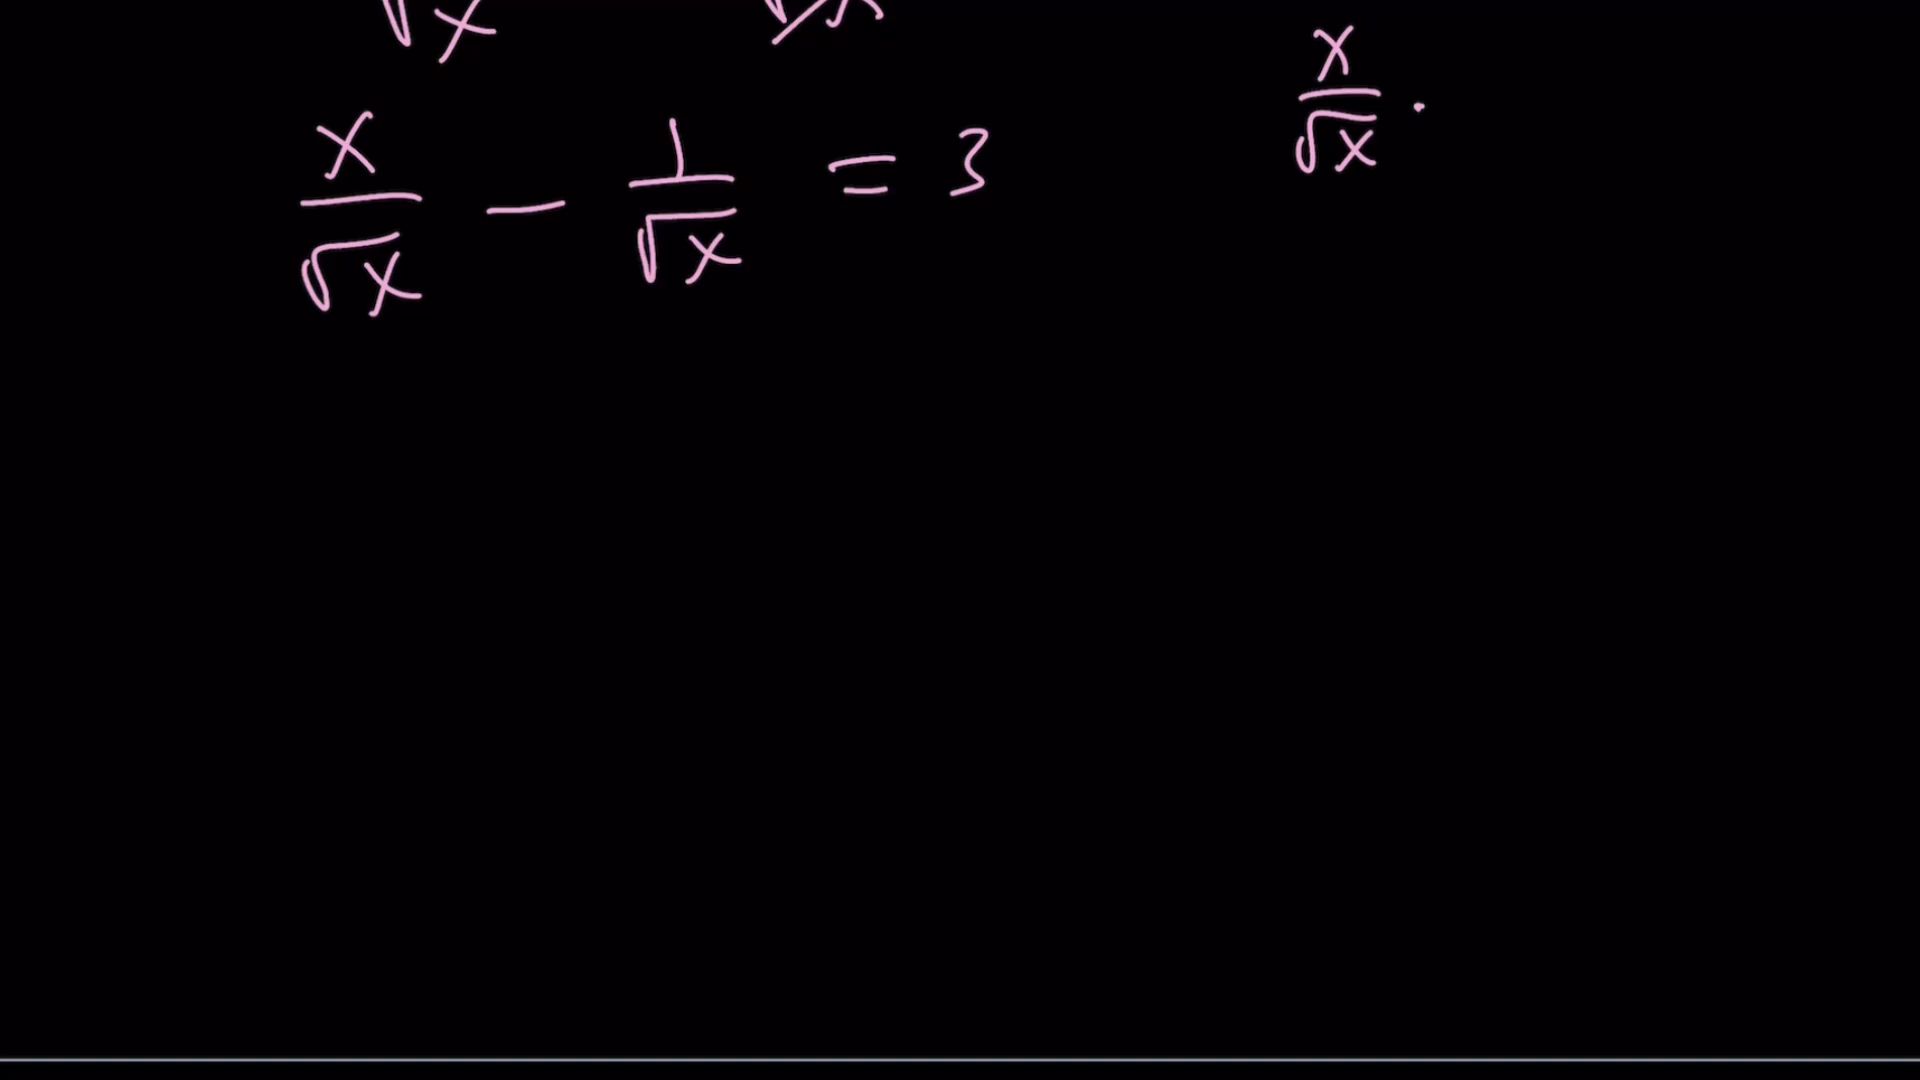 √x √x
x/√x - 1/√x = 3
x/√x ·